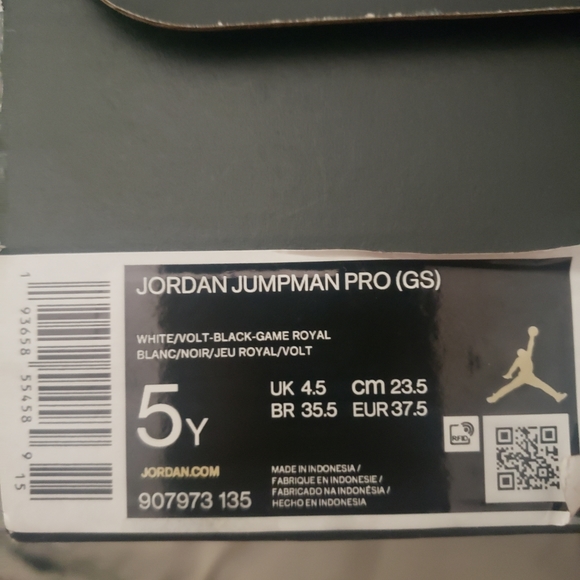 JORDAN JUMPMAN PRO (GS)
WHITE/VOLT-BLACK-GAME ROYAL
BLANC/NOIR/JEU ROYAL/VOLT
5Y
UK 4.5 cm 23.5
BR 35.5 EUR 37.5
RFID
JORDAN.COM
907973 135
MADE IN INDONESIA /
FABRIQUE EN INDONESIE /
FABRICADO NA INDONÉSIA /
HECHO EN INDONESIA
1 93658 55458 9 15